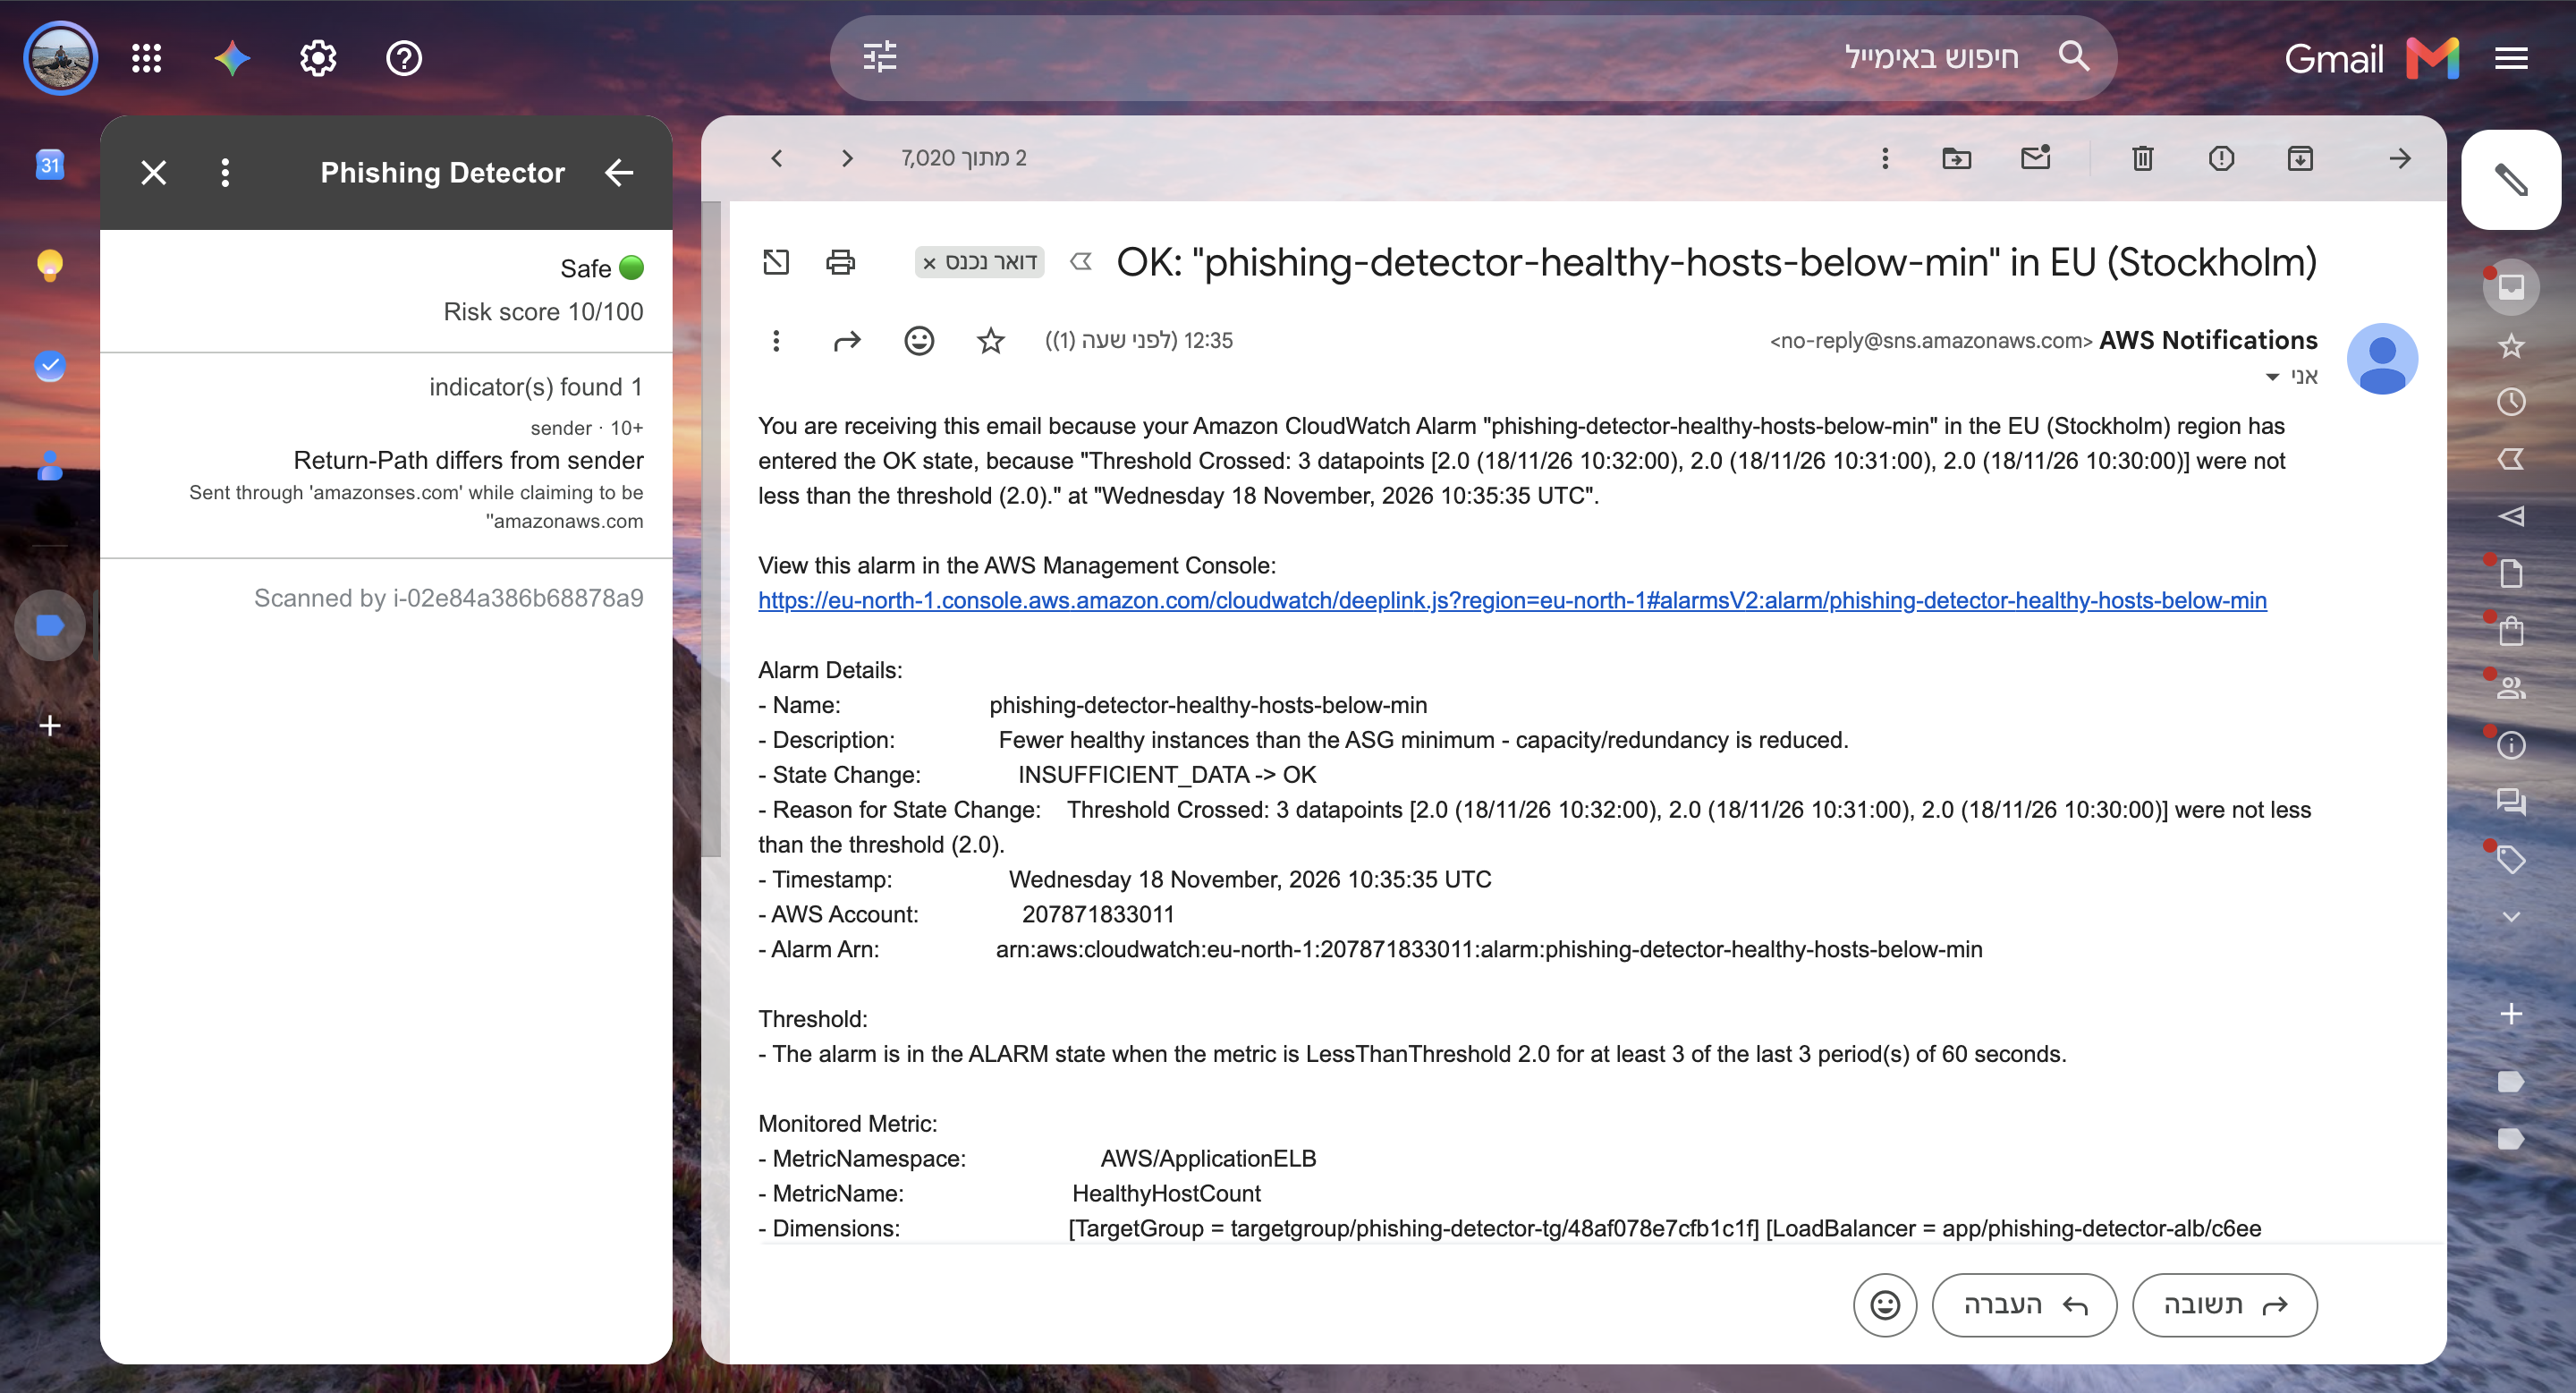 חיפוש באימייל
Gmail
31
Phishing Detector
Safe
Risk score 10/100
indicator(s) found 1
sender · 10+
Return-Path differs from sender
Sent through 'amazonses.com' while claiming to be
''amazonaws.com
Scanned by i-02e84a386b68878a9
2 מתוך 7,020
OK: "phishing-detector-healthy-hosts-below-min" in EU (Stockholm)
דואר נכנס ×
AWS Notifications <no-reply@sns.amazonaws.com>
12:35 (לפני שעה (1))
אני
You are receiving this email because your Amazon CloudWatch Alarm "phishing-detector-healthy-hosts-below-min" in the EU (Stockholm) region has
entered the OK state, because "Threshold Crossed: 3 datapoints [2.0 (18/11/26 10:32:00), 2.0 (18/11/26 10:31:00), 2.0 (18/11/26 10:30:00)] were not
less than the threshold (2.0)." at "Wednesday 18 November, 2026 10:35:35 UTC".
View this alarm in the AWS Management Console:
https://eu-north-1.console.aws.amazon.com/cloudwatch/deeplink.js?region=eu-north-1#alarmsV2:alarm/phishing-detector-healthy-hosts-below-min
Alarm Details:
- Name: phishing-detector-healthy-hosts-below-min
- Description: Fewer healthy instances than the ASG minimum - capacity/redundancy is reduced.
- State Change: INSUFFICIENT_DATA -> OK
- Reason for State Change: Threshold Crossed: 3 datapoints [2.0 (18/11/26 10:32:00), 2.0 (18/11/26 10:31:00), 2.0 (18/11/26 10:30:00)] were not less
than the threshold (2.0).
- Timestamp: Wednesday 18 November, 2026 10:35:35 UTC
- AWS Account: 207871833011
- Alarm Arn: arn:aws:cloudwatch:eu-north-1:207871833011:alarm:phishing-detector-healthy-hosts-below-min
Threshold:
- The alarm is in the ALARM state when the metric is LessThanThreshold 2.0 for at least 3 of the last 3 period(s) of 60 seconds.
Monitored Metric:
- MetricNamespace: AWS/ApplicationELB
- MetricName: HealthyHostCount
- Dimensions: [TargetGroup = targetgroup/phishing-detector-tg/48af078e7cfb1c1f] [LoadBalancer = app/phishing-detector-alb/c6ee
תשובה
העברה